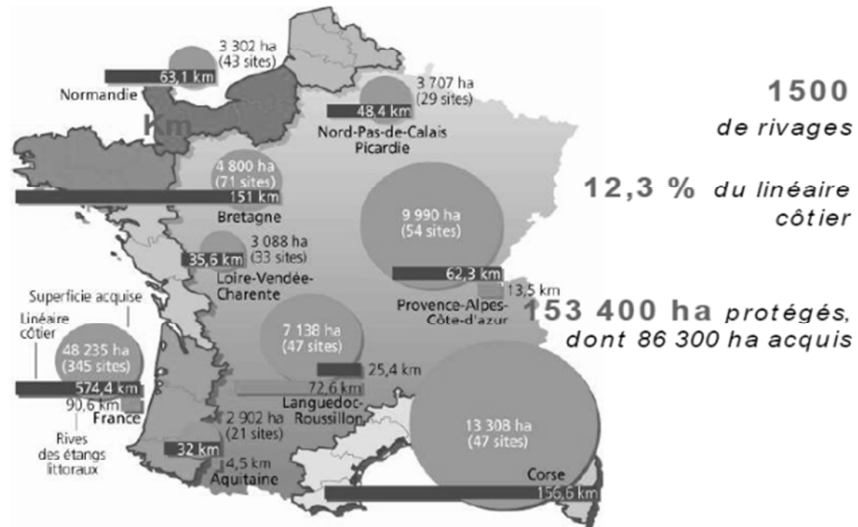 3 302 ha
(43 sites)
63,1 km
Normandie
Km
3 707 ha
(29 sites)
48,4 km
Nord-Pas-de-Calais
Picardie
4 800 ha
(71 sites)
151 km
Bretagne
9 990 ha
(54 sites)
62,3 km
13,5 km
Provence-Alpes-
Côte-d'azur
3 088 ha
(33 sites)
35,6 km
Loire-Vendée-
Charente
Superficie acquise
Linéaire
côtier
48 235 ha
(345 sites)
574,4 km
90,6 km
France
Rives
des étangs
littoraux
7 138 ha
(47 sites)
25,4 km
72,6 km
Languedoc-
Roussillon
2 902 ha
(21 sites)
32 km
4,5 km
Aquitaine
13 308 ha
(47 sites)
Corse
156,6 km
1500
de rivages
12,3 % du linéaire
côtier
153 400 ha protégés,
dont 86 300 ha acquis